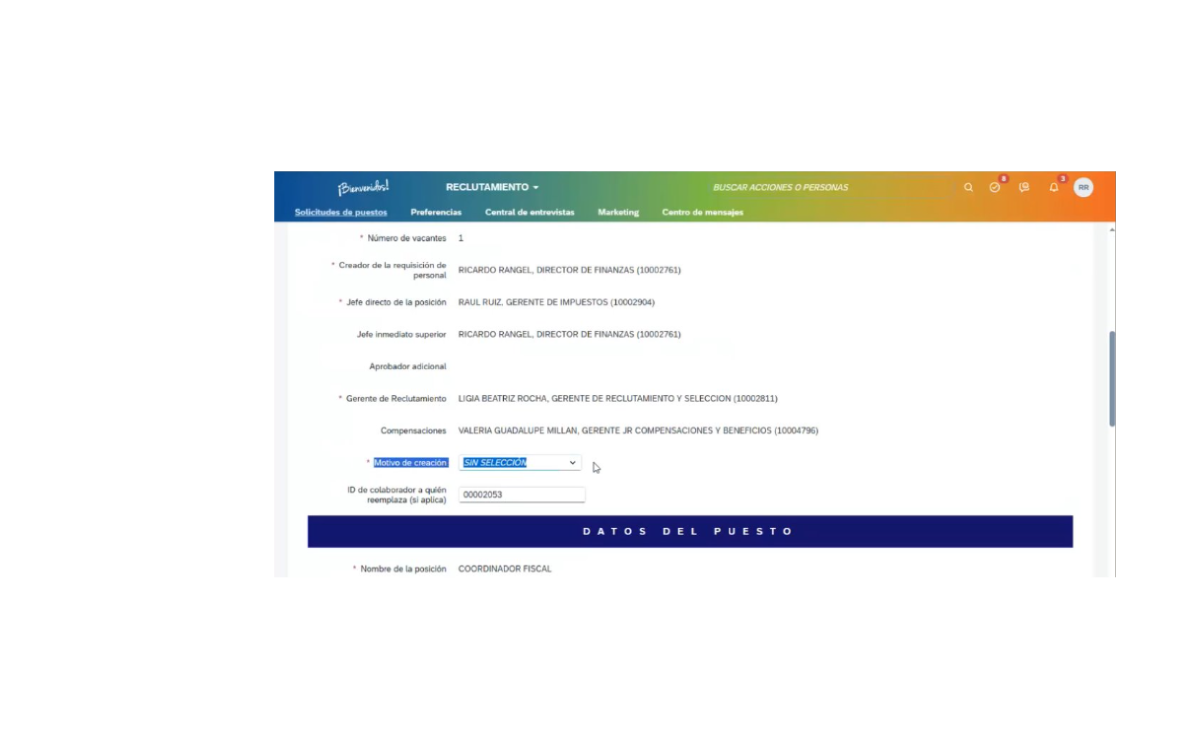 ¡Bienvenidos!
RECLUTAMIENTO
BUSCAR ACCIONES O PERSONAS
8
3
RR
Solicitudes de puestos Preferencias Central de entrevistas Marketing Centro de mensajes
* Número de vacantes 1
* Creador de la requisición de
personal
RICARDO RANGEL, DIRECTOR DE FINANZAS (10002761)
* Jefe directo de la posición RAUL RUIZ, GERENTE DE IMPUESTOS (10002904)
Jefe inmediato superior RICARDO RANGEL, DIRECTOR DE FINANZAS (10002761)
Aprobador adicional
* Gerente de Reclutamiento LIGIA BEATRIZ ROCHA, GERENTE DE RECLUTAMIENTO Y SELECCION (10002811)
Compensaciones VALERIA GUADALUPE MILLAN, GERENTE JR COMPENSACIONES Y BENEFICIOS (10004796)
* Motivo de creación SIN SELECCIÓN
ID de colaborador a quién
reemplaza (si aplica)
00002053
DATOS DEL PUESTO
* Nombre de la posición COORDINADOR FISCAL